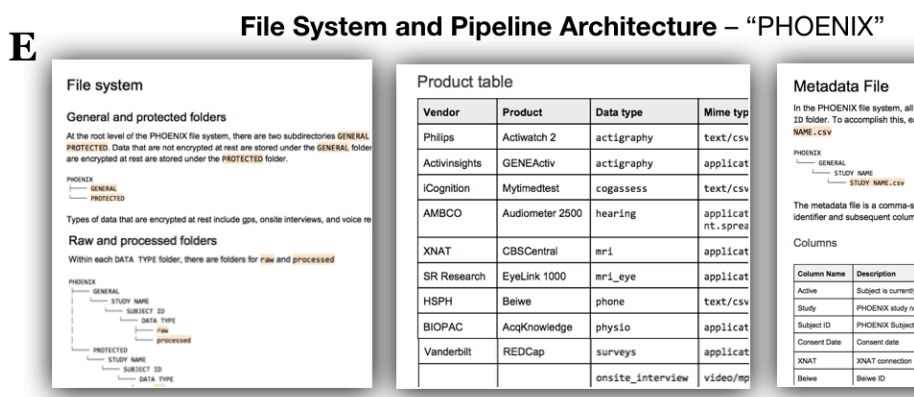 File System and Pipeline Architecture – “PHOENIX”
E
File system
General and protected folders
At the root level of the PHOENIX file system, there are two subdirectories GENERAL
PROTECTED. Data that are not encrypted at rest are stored under the GENERAL folder
are encrypted at rest are stored under the PROTECTED folder.
PHOENIX
GENERAL
PROTECTED
Types of data that are encrypted at rest include gps, onsite interviews, and voice re
Raw and processed folders
Within each DATA TYPE folder, there are folders for raw and processed
PHOENIX
GENERAL
STUDY NAME
SUBJECT ID
DATA TYPE
raw
processed
PROTECTED
STUDY NAME
SUBJECT ID
DATA TYPE
Product table
Vendor Product Data type Mime typ
Philips Actiwatch 2 actigraphy text/csv
Activinsights GENEActiv actigraphy applicat
iCognition Mytimedtest cogassess text/csv
AMBCO Audiometer 2500 hearing applicat
nt.sprea
XNAT CBSCentral mri applicat
SR Research EyeLink 1000 mri_eye applicat
HSPH Beiwe phone text/csv
BIOPAC AcqKnowledge physio applicat
Vanderbilt REDCap surveys applicat
onsite_interview video/mp
Metadata File
In the PHOENIX file system, all
ID folder. To accomplish this, ea
NAME.csv
PHOENIX
GENERAL
STUDY NAME
STUDY NAME.csv
The metadata file is a comma-s
identifier and subsequent colum
Columns
Column Name Description
Active Subject is currently
Study PHOENIX study na
Subject ID PHOENIX Subject
Consent Date Consent date
XNAT XNAT connection
Beiwe Beiwe ID